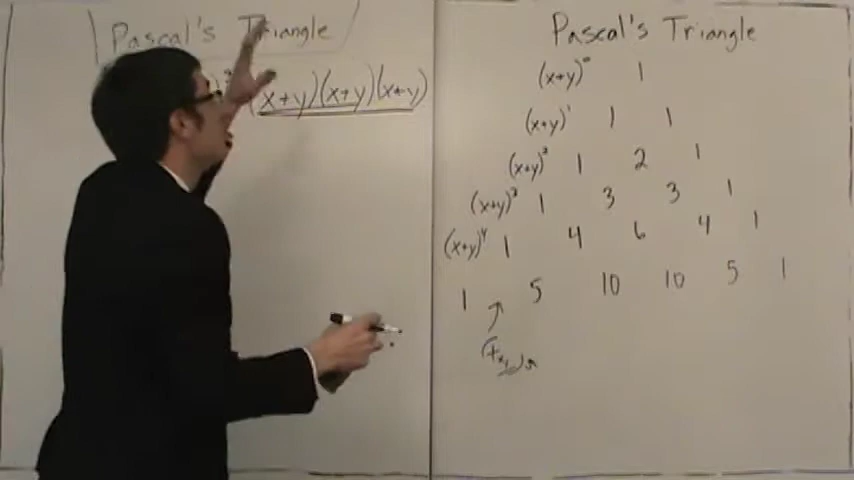 Pascal's Triangle
(x+y)(x+y)(x+y)
Pascal's Triangle
(x+y)⁰ 1
(x+y)¹ 1 1
(x+y)² 1 2 1
(x+y)³ 1 3 3 1
(x+y)⁴ 1 4 6 4 1
1 5 10 10 5 1